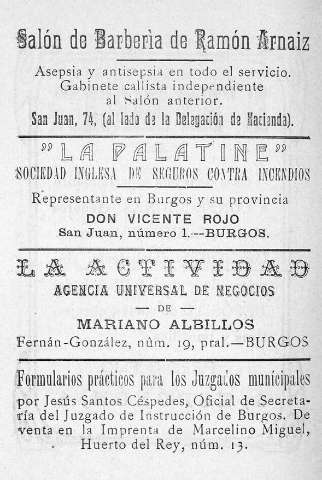 Salón de Barberìa de Ramón Arnaiz
Asepsia y antisepsia en todo el servicio.
Gabinete callista independiente
al Salón anterior.
San Juan, 74, (al lado de la Delegación de Hacienda).
"LA PALATINE"
SOCIEDAD INGLESA DE SEGUROS CONTRA INCENDIOS
Representante en Burgos y su provincia
DON VICENTE ROJO
San Juan, número 1.—BURGOS.
LA ACTIVIDAD
AGENCIA UNIVERSAL DE NEGOCIOS
— DE —
MARIANO ALBILLOS
Fernán-González, núm. 19, pral.—BURGOS
Formularios prácticos para los Juzgados municipales
por Jesús Santos Céspedes, Oficial de Secreta-
ría del Juzgado de Instrucción de Burgos. De
venta en la Imprenta de Marcelino Miguel,
Huerto del Rey, núm. 13.